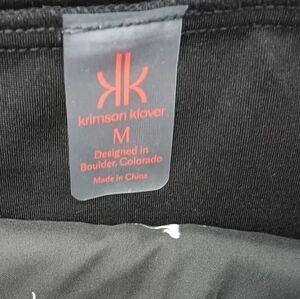 krimson klover
M
Designed in
Boulder, Colorado
Made in China